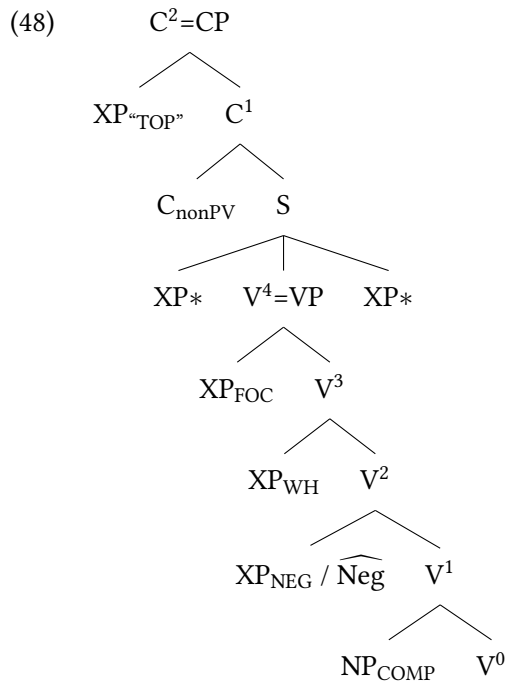 (48) C²=CP
XP“TOP” C¹
CnonPV S
XP∗ V⁴=VP XP∗
XPFOC V³
XPWH V²
XPNEG / N͡eg V¹
NPCOMP V⁰